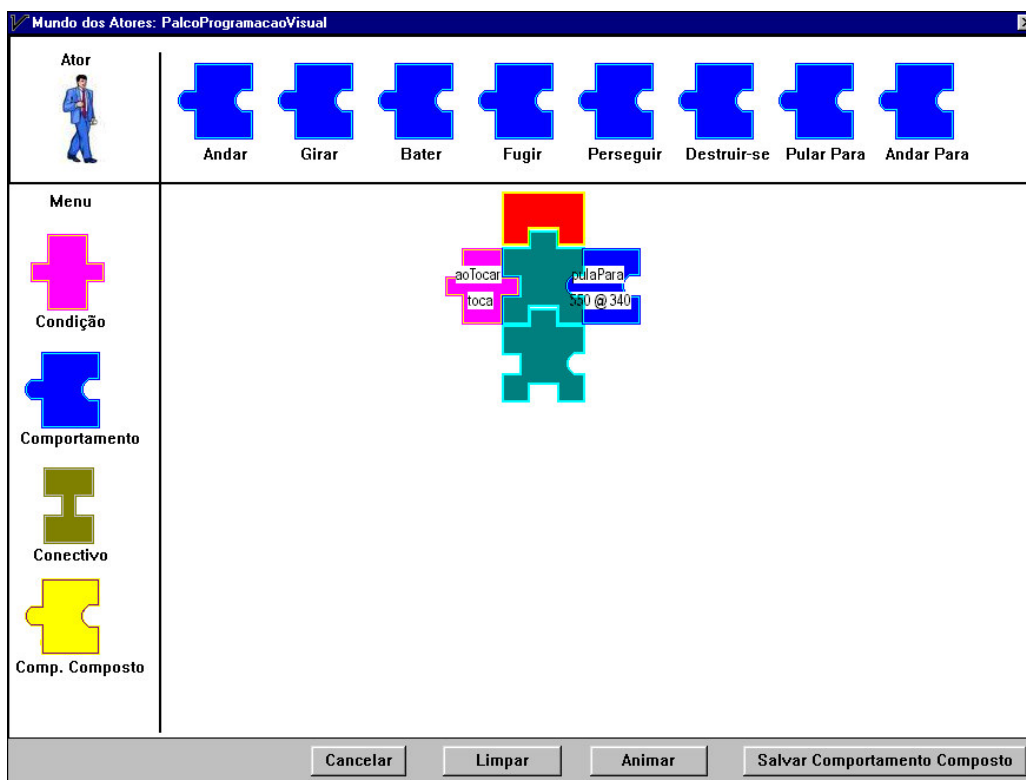 Mundo dos Atores: PalcoProgramacaoVisual
Ator
Andar
Girar
Bater
Fugir
Perseguir
Destruir-se
Pular Para
Andar Para
Menu
Condição
Comportamento
Conectivo
Comp. Composto
aoTocar
toca
pulaPara
550 @ 340
Cancelar
Limpar
Animar
Salvar Comportamento Composto